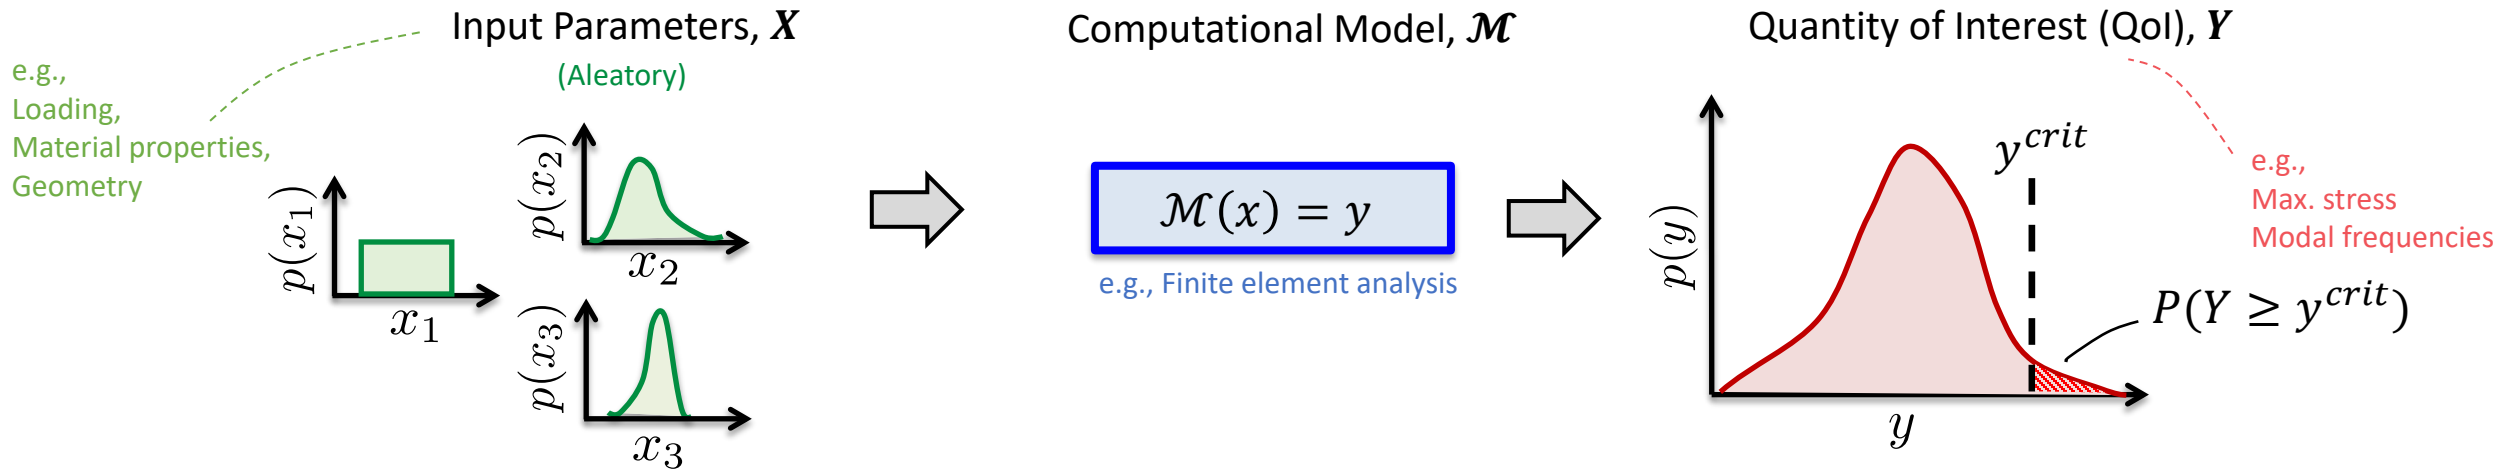 Input Parameters, X
(Aleatory)
e.g.,
Loading,
Material properties,
Geometry
p(x₁)
x₁
p(x₂)
x₂
p(x₃)
x₃
Computational Model, ℳ
ℳ(x) = y
e.g., Finite element analysis
Quantity of Interest (QoI), Y
p(y)
y
y^crit
e.g.,
Max. stress
Modal frequencies
P(Y ≥ y^crit)